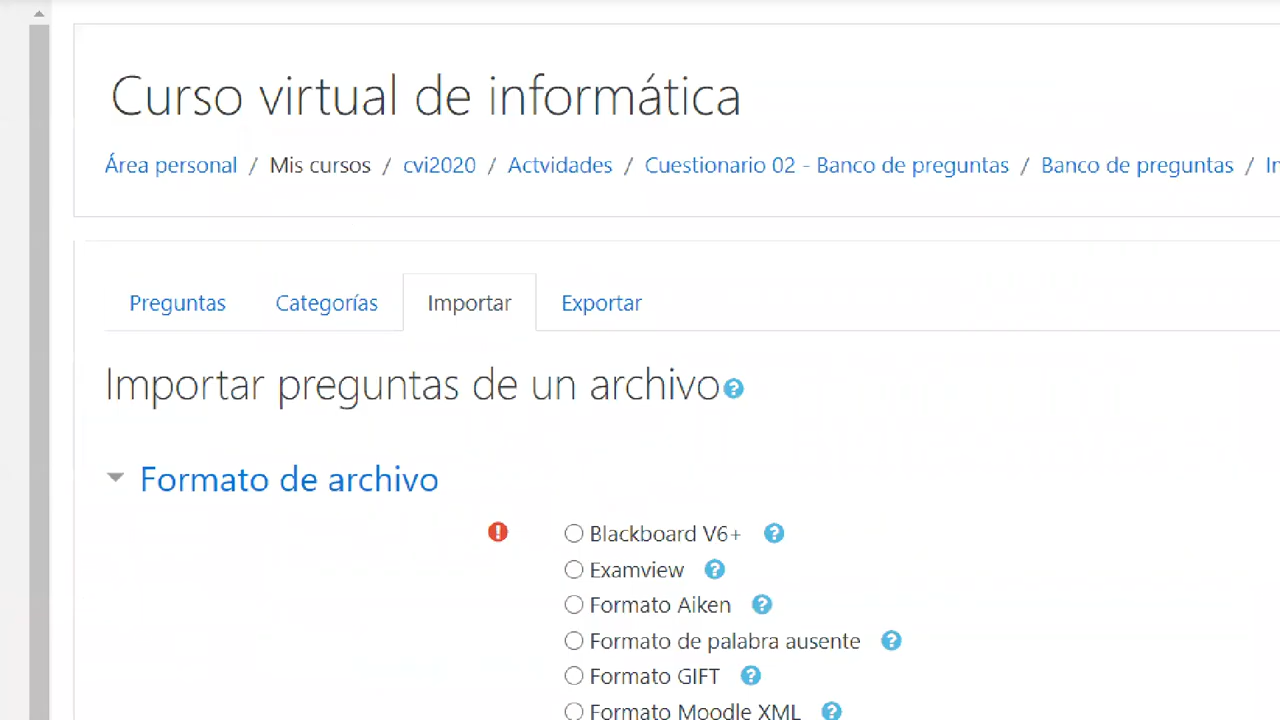 Curso virtual de informática
Área personal / Mis cursos / cvi2020 / Actvidades / Cuestionario 02 - Banco de preguntas / Banco de preguntas /
Preguntas Categorías Importar Exportar
Importar preguntas de un archivo
Formato de archivo
Blackboard V6+
Examview
Formato Aiken
Formato de palabra ausente
Formato GIFT
Formato Moodle XML